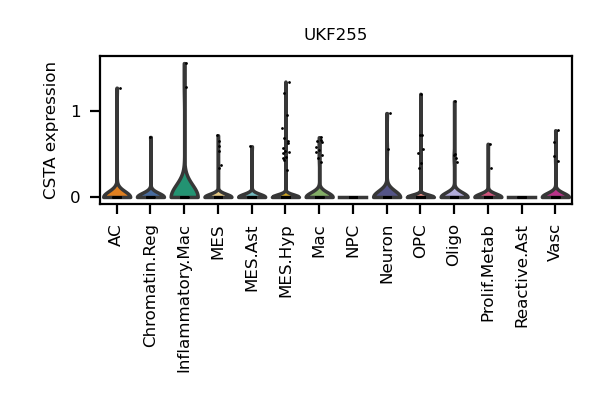 UKF255
CSTA expression
1
0
AC
Chromatin.Reg
Inflammatory.Mac
MES
MES.Ast
MES.Hyp
Mac
NPC
Neuron
OPC
Oligo
Prolif.Metab
Reactive.Ast
Vasc